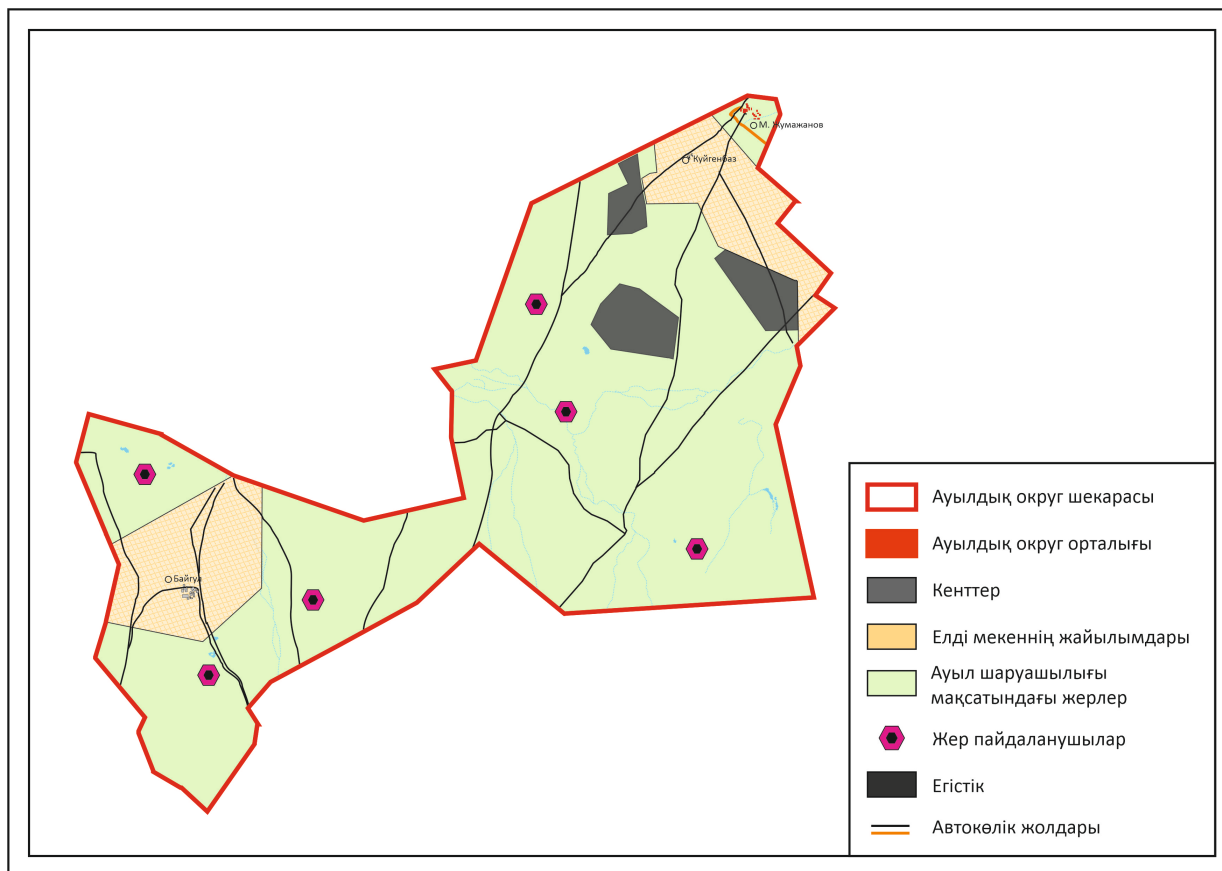 М. Жумажанов
Куйгенбаз
Байгул
Ауылдық округ шекарасы
Ауылдық округ орталығы
Кенттер
Елді мекеннің жайылымдары
Ауыл шаруашылығы
мақсатындағы жерлер
Жер пайдаланушылар
Егістік
Автокөлік жолдары